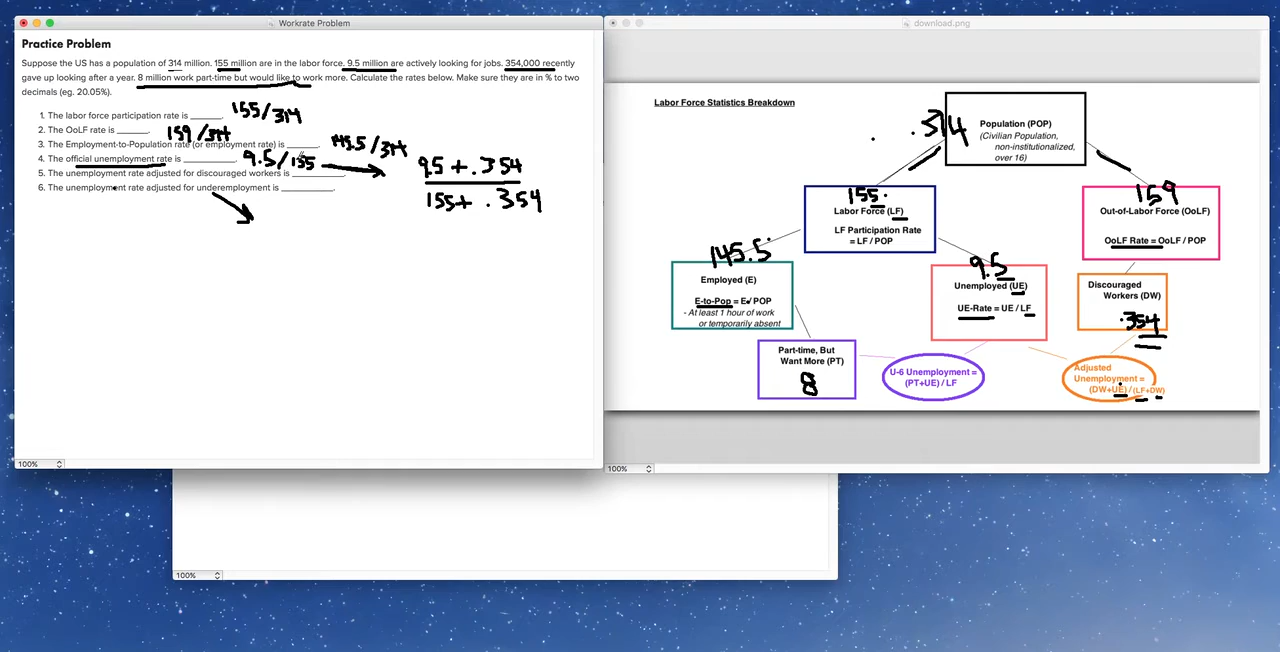 Workrate Problem
Practice Problem
Suppose the US has a population of 314 million. 155 million are in the labor force. 9.5 million are actively looking for jobs. 354,000 recently
gave up looking after a year. 8 million work part-time but would like to work more. Calculate the rates below. Make sure they are in % to two
decimals (eg. 20.05%).
1. The labor force participation rate is ______. 155/314
2. The OoLF rate is ______. 159/314
3. The Employment-to-Population rate (or employment rate) is ______. 145.5/314
4. The official unemployment rate is __________. 9.5/155
5. The unemployment rate adjusted for discouraged workers is __________.
6. The unemployment rate adjusted for underemployment is __________.
9.5 + .354
155 + .354
100%
download.png
Labor Force Statistics Breakdown
.314
Population (POP)
(Civilian Population,
non-institutionalized,
over 16)
155
Labor Force (LF)
LF Participation Rate
= LF / POP
159
Out-of-Labor Force (OoLF)
OoLF Rate = OoLF / POP
145.5
Employed (E)
E-to-Pop = E / POP
- At least 1 hour of work
or temporarily absent
9.5
Unemployed (UE)
UE-Rate = UE / LF
Discouraged
Workers (DW)
.354
Part-time, But
Want More (PT)
8
U-6 Unemployment =
(PT+UE) / LF
Adjusted
Unemployment =
(DW+UE) / (LF+DW)
100%
100%